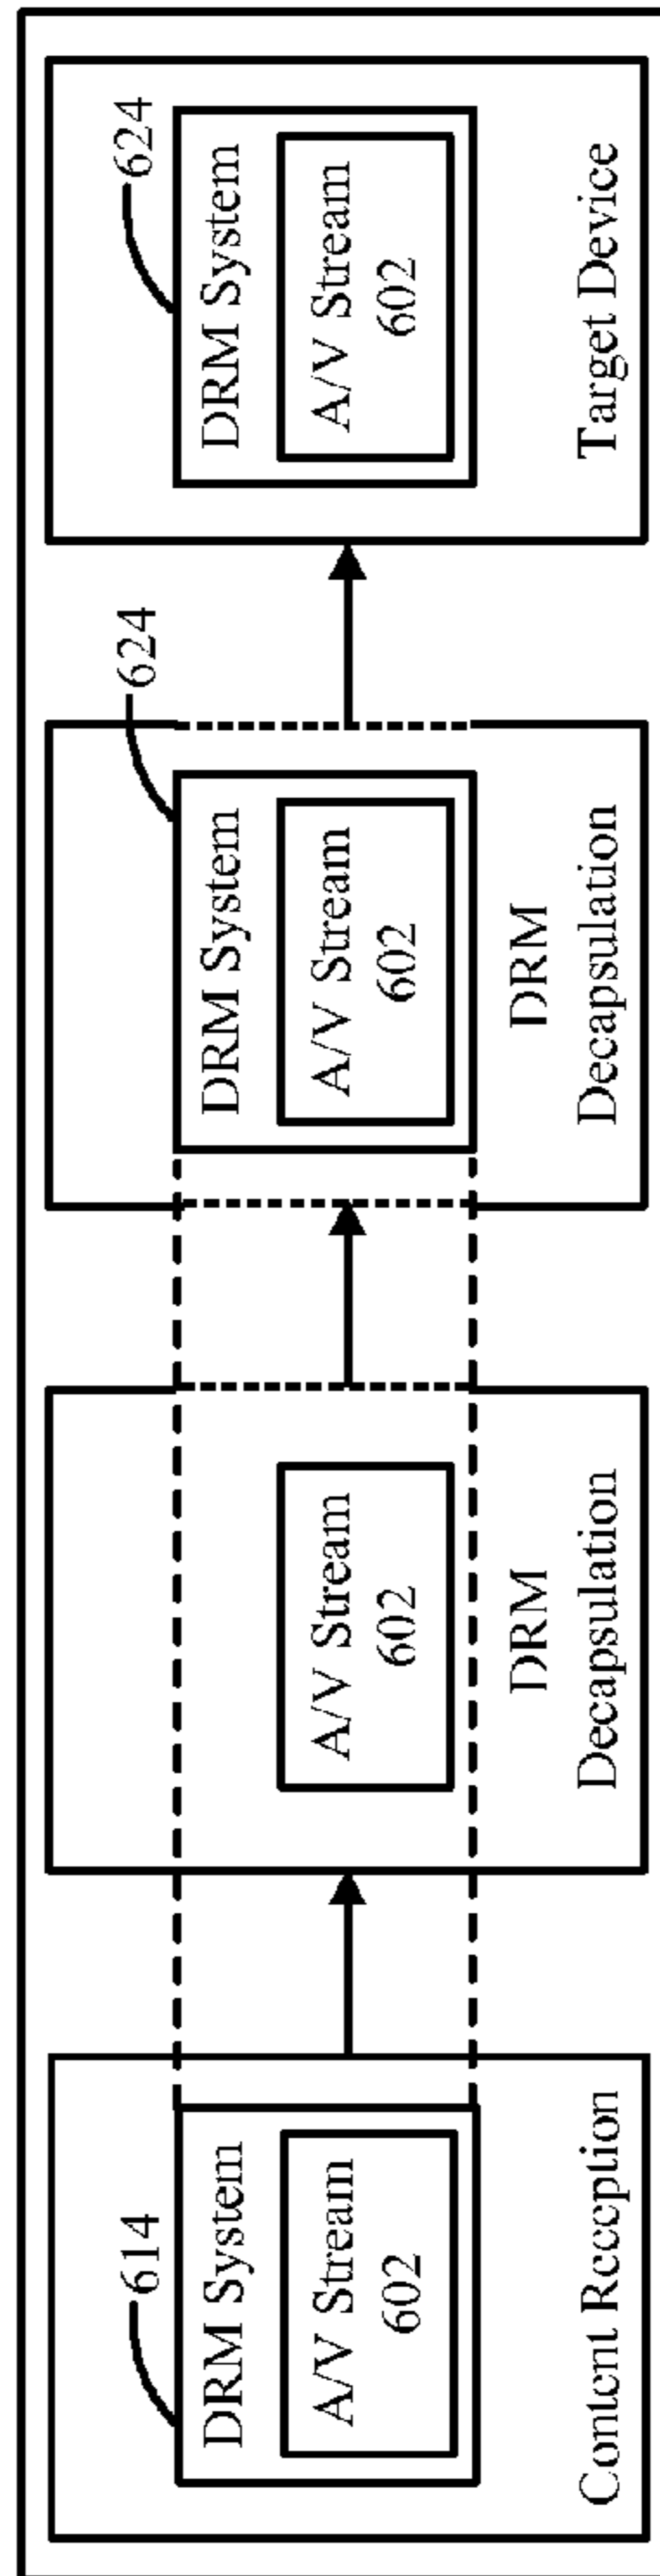 614
DRM System
A/V Stream
602
Content Reception
A/V Stream
602
DRM
Decapsulation
624
DRM System
A/V Stream
602
DRM
Decapsulation
624
DRM System
A/V Stream
602
Target Device